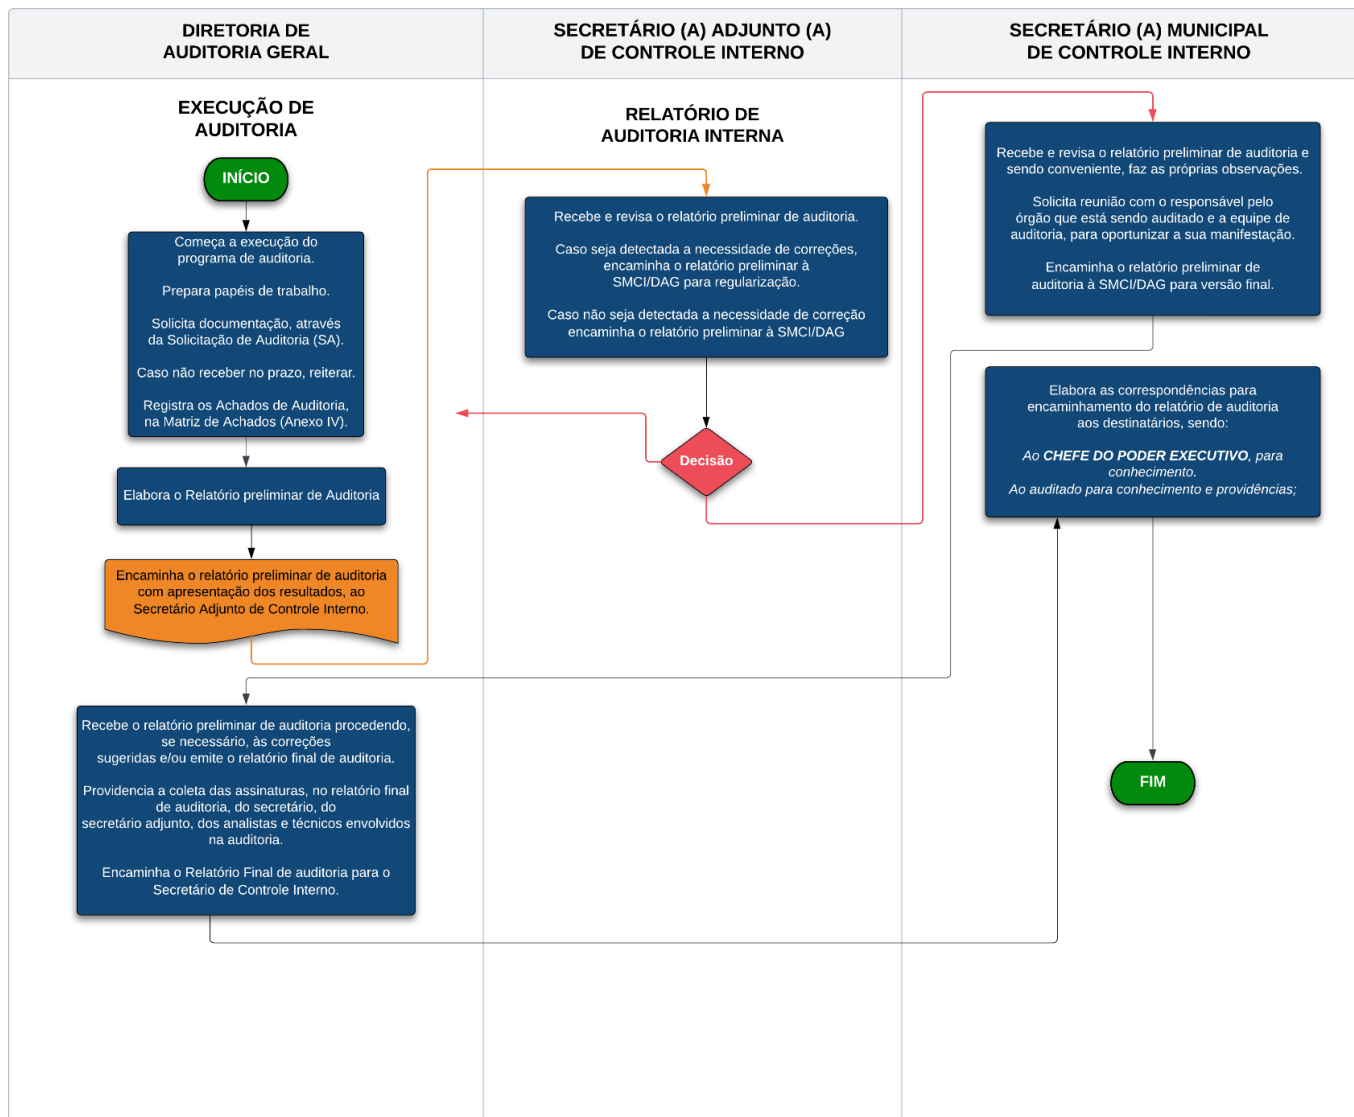 DIRETORIA DE
AUDITORIA GERAL
SECRETÁRIO (A) ADJUNTO (A)
DE CONTROLE INTERNO
SECRETÁRIO (A) MUNICIPAL
DE CONTROLE INTERNO
EXECUÇÃO DE
AUDITORIA
INÍCIO
Começa a execução do
programa de auditoria.
Prepara papéis de trabalho.
Solicita documentação, através
da Solicitação de Auditoria (SA).
Caso não receber no prazo, reiterar.
Registra os Achados de Auditoria,
na Matriz de Achados (Anexo IV).
Elabora o Relatório preliminar de Auditoria
Encaminha o relatório preliminar de auditoria
com apresentação dos resultados, ao
Secretário Adjunto de Controle Interno.
Recebe o relatório preliminar de auditoria procedendo,
se necessário, às correções
sugeridas e/ou emite o relatório final de auditoria.
Providencia a coleta das assinaturas, no relatório final
de auditoria, do secretário, do
secretário adjunto, dos analistas e técnicos envolvidos
na auditoria.
Encaminha o Relatório Final de auditoria para o
Secretário de Controle Interno.
RELATÓRIO DE
AUDITORIA INTERNA
Recebe e revisa o relatório preliminar de auditoria.
Caso seja detectada a necessidade de correções,
encaminha o relatório preliminar à
SMCI/DAG para regularização.
Caso não seja detectada a necessidade de correção
encaminha o relatório preliminar à SMCI/DAG
Decisão
Recebe e revisa o relatório preliminar de auditoria e
sendo conveniente, faz as próprias observações.
Solicita reunião com o responsável pelo
órgão que está sendo auditado e a equipe de
auditoria, para oportunizar a sua manifestação.
Encaminha o relatório preliminar de
auditoria à SMCI/DAG para versão final.
Elabora as correspondências para
encaminhamento do relatório de auditoria
aos destinatários, sendo:
Ao CHEFE DO PODER EXECUTIVO, para
conhecimento.
Ao auditado para conhecimento e providências;
FIM